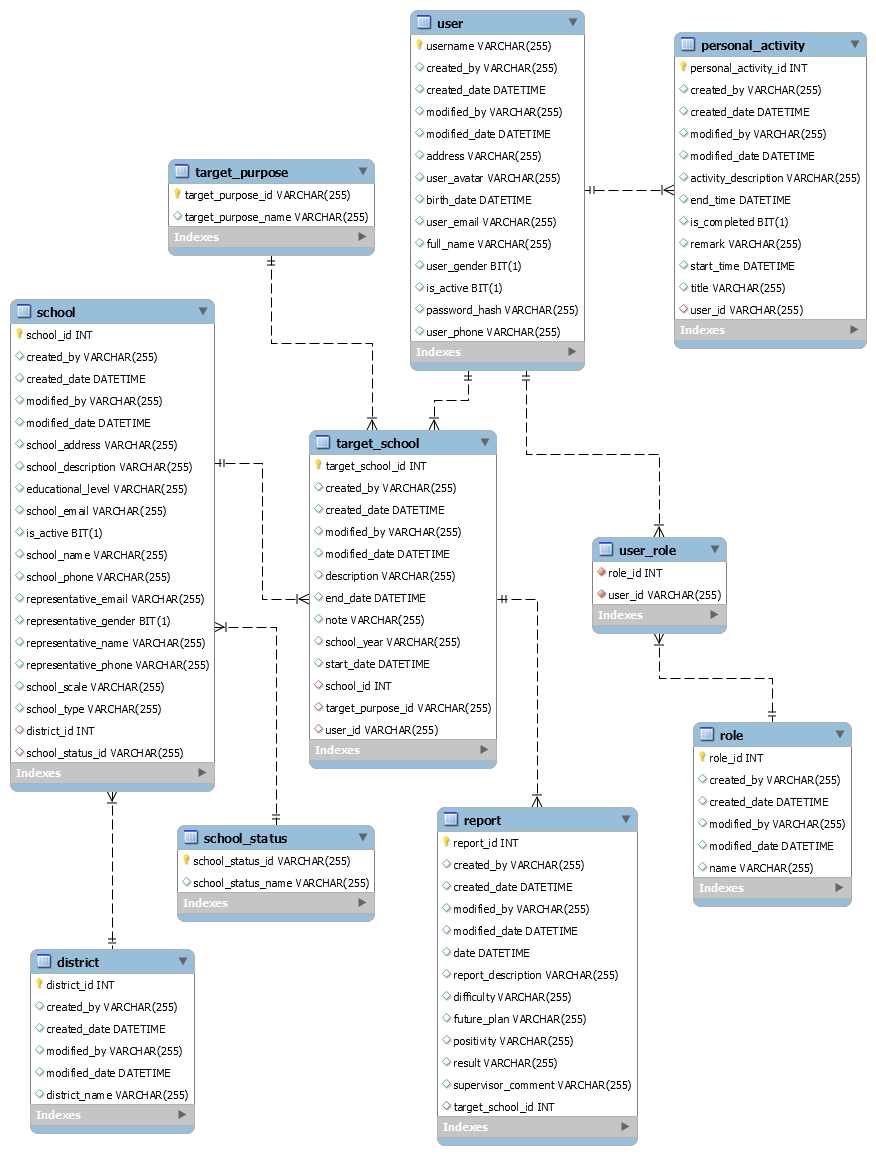 user
username VARCHAR(255)
created_by VARCHAR(255)
created_date DATETIME
modified_by VARCHAR(255)
modified_date DATETIME
address VARCHAR(255)
user_avatar VARCHAR(255)
birth_date DATETIME
user_email VARCHAR(255)
full_name VARCHAR(255)
user_gender BIT(1)
is_active BIT(1)
password_hash VARCHAR(255)
user_phone VARCHAR(255)
Indexes
personal_activity
personal_activity_id INT
created_by VARCHAR(255)
created_date DATETIME
modified_by VARCHAR(255)
modified_date DATETIME
activity_description VARCHAR(255)
end_time DATETIME
is_completed BIT(1)
remark VARCHAR(255)
start_time DATETIME
title VARCHAR(255)
user_id VARCHAR(255)
Indexes
target_purpose
target_purpose_id VARCHAR(255)
target_purpose_name VARCHAR(255)
Indexes
school
school_id INT
created_by VARCHAR(255)
created_date DATETIME
modified_by VARCHAR(255)
modified_date DATETIME
school_address VARCHAR(255)
school_description VARCHAR(255)
educational_level VARCHAR(255)
school_email VARCHAR(255)
is_active BIT(1)
school_name VARCHAR(255)
school_phone VARCHAR(255)
representative_email VARCHAR(255)
representative_gender BIT(1)
representative_name VARCHAR(255)
representative_phone VARCHAR(255)
school_scale VARCHAR(255)
school_type VARCHAR(255)
district_id INT
school_status_id VARCHAR(255)
Indexes
target_school
target_school_id INT
created_by VARCHAR(255)
created_date DATETIME
modified_by VARCHAR(255)
modified_date DATETIME
description VARCHAR(255)
end_date DATETIME
note VARCHAR(255)
school_year VARCHAR(255)
start_date DATETIME
school_id INT
target_purpose_id VARCHAR(255)
user_id VARCHAR(255)
Indexes
user_role
role_id INT
user_id VARCHAR(255)
Indexes
role
role_id INT
created_by VARCHAR(255)
created_date DATETIME
modified_by VARCHAR(255)
modified_date DATETIME
name VARCHAR(255)
Indexes
school_status
school_status_id VARCHAR(255)
school_status_name VARCHAR(255)
Indexes
report
report_id INT
created_by VARCHAR(255)
created_date DATETIME
modified_by VARCHAR(255)
modified_date DATETIME
date DATETIME
report_description VARCHAR(255)
difficulty VARCHAR(255)
future_plan VARCHAR(255)
positivity VARCHAR(255)
result VARCHAR(255)
supervisor_comment VARCHAR(255)
target_school_id INT
Indexes
district
district_id INT
created_by VARCHAR(255)
created_date DATETIME
modified_by VARCHAR(255)
modified_date DATETIME
district_name VARCHAR(255)
Indexes